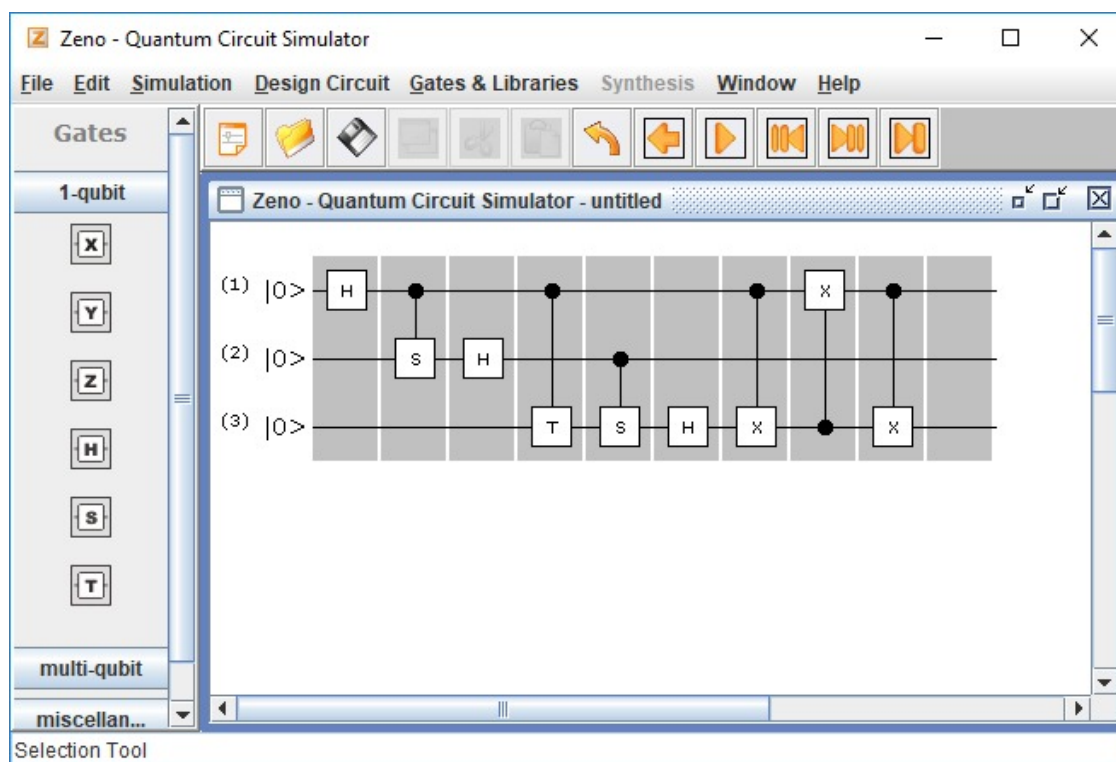 Z Zeno - Quantum Circuit Simulator
File Edit Simulation Design Circuit Gates & Libraries Synthesis Window Help
Gates
1-qubit
X
Y
Z
H
S
T
multi-qubit
miscellan...
Zeno - Quantum Circuit Simulator - untitled
(1) |0> H X
(2) |0> S H
(3) |0> T S H X X
Selection Tool